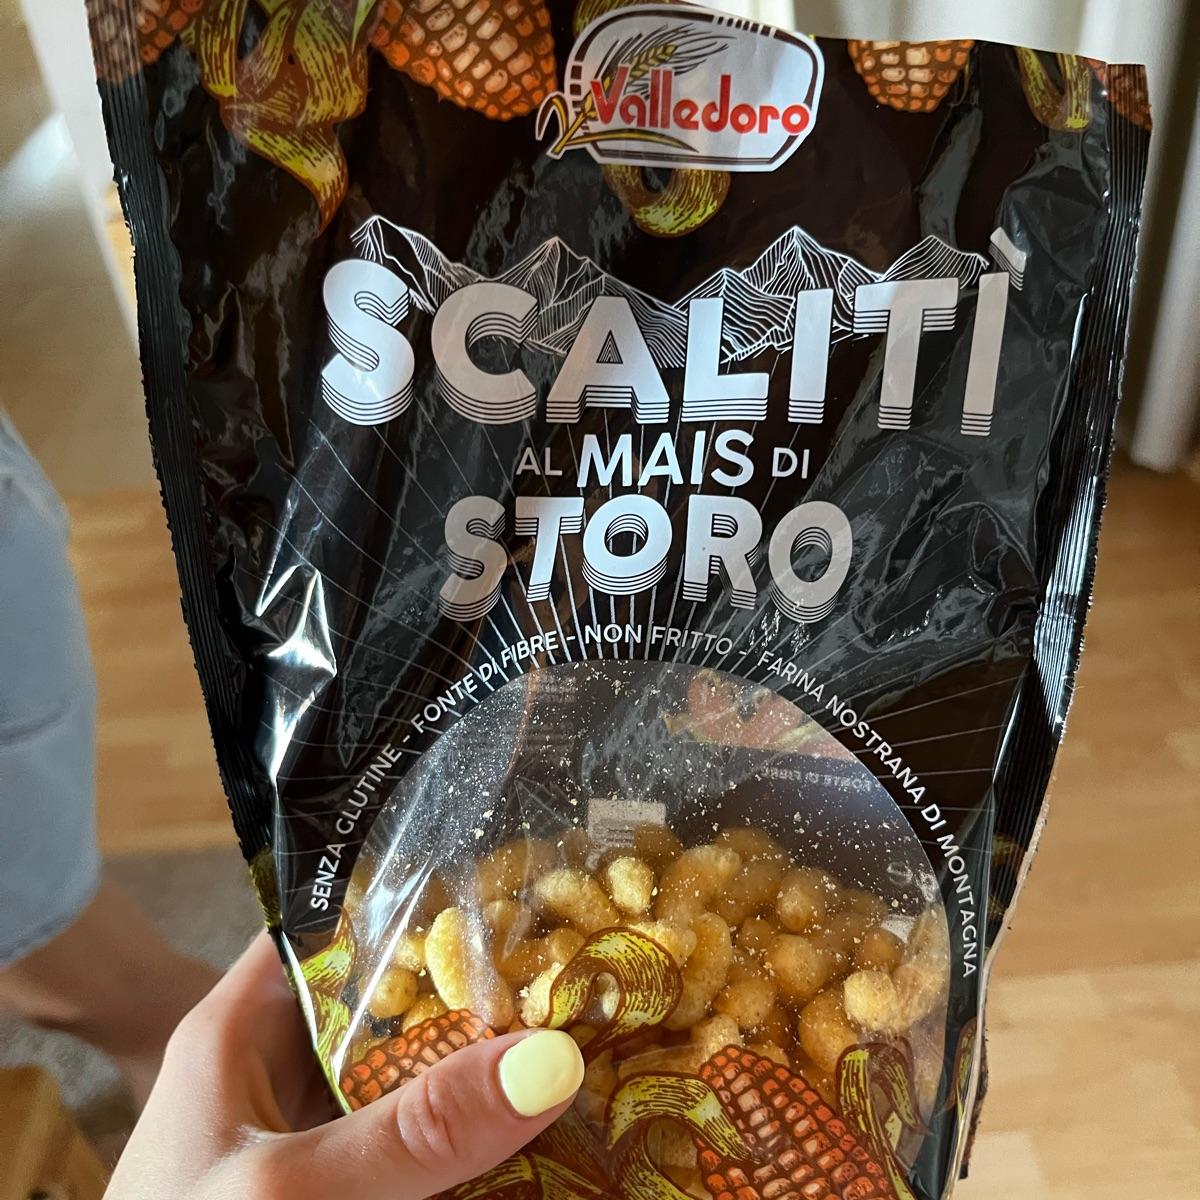 Valledoro
SCALITÌ
AL MAIS DI
STORO
SENZA GLUTINE - FONTE DI FIBRE - NON FRITTO - FARINA NOSTRANA DI MONTAGNA